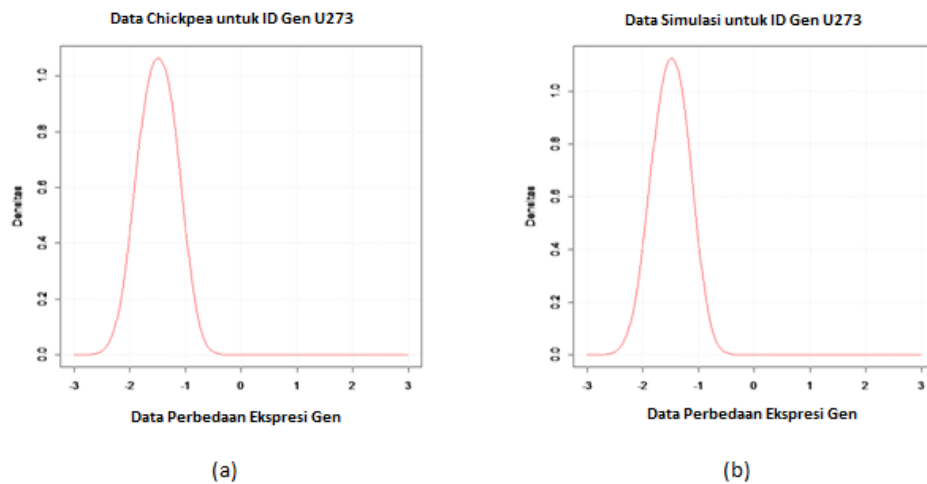 Data Chickpea untuk ID Gen U273
Densitas
1.0
0.8
0.6
0.4
0.2
0.0
-3 -2 -1 0 1 2 3
Data Perbedaan Ekspresi Gen
(a)
Data Simulasi untuk ID Gen U273
Densitas
1.0
0.8
0.6
0.4
0.2
0.0
-3 -2 -1 0 1 2 3
Data Perbedaan Ekspresi Gen
(b)